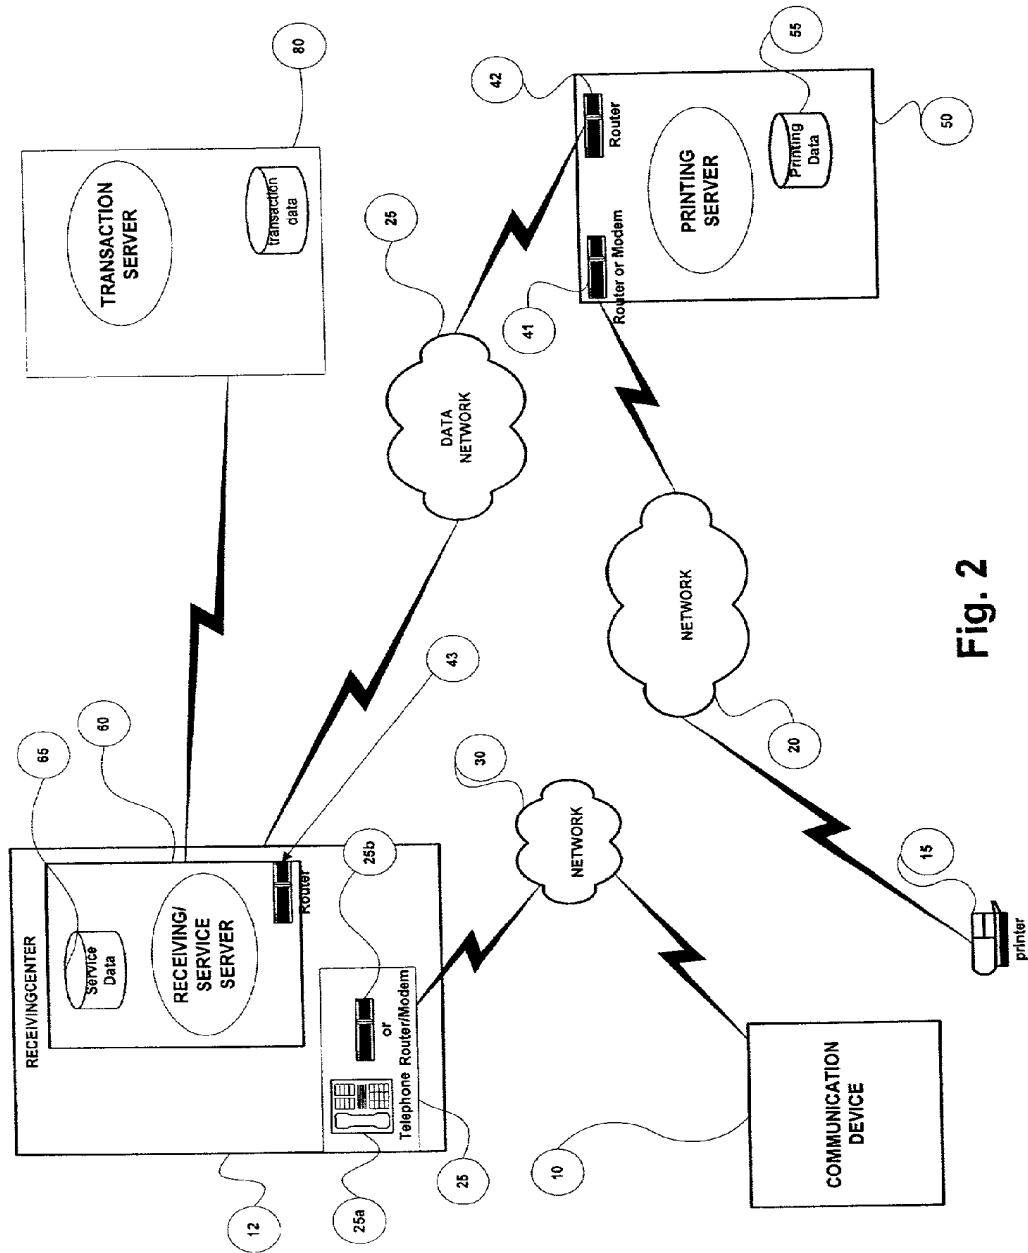 12
RECEIVINGCENTER
65
Service
Data
60
RECEIVING/
SERVICE
SERVER
Router
43
25a
25b
or
Telephone Router/Modem
25
TRANSACTION
SERVER
transaction
data
80
25
DATA
NETWORK
30
NETWORK
10
COMMUNICATION
DEVICE
41
Router or Modem
42
Router
PRINTING
SERVER
Printing
Data
55
50
NETWORK
20
15
printer
Fig. 2